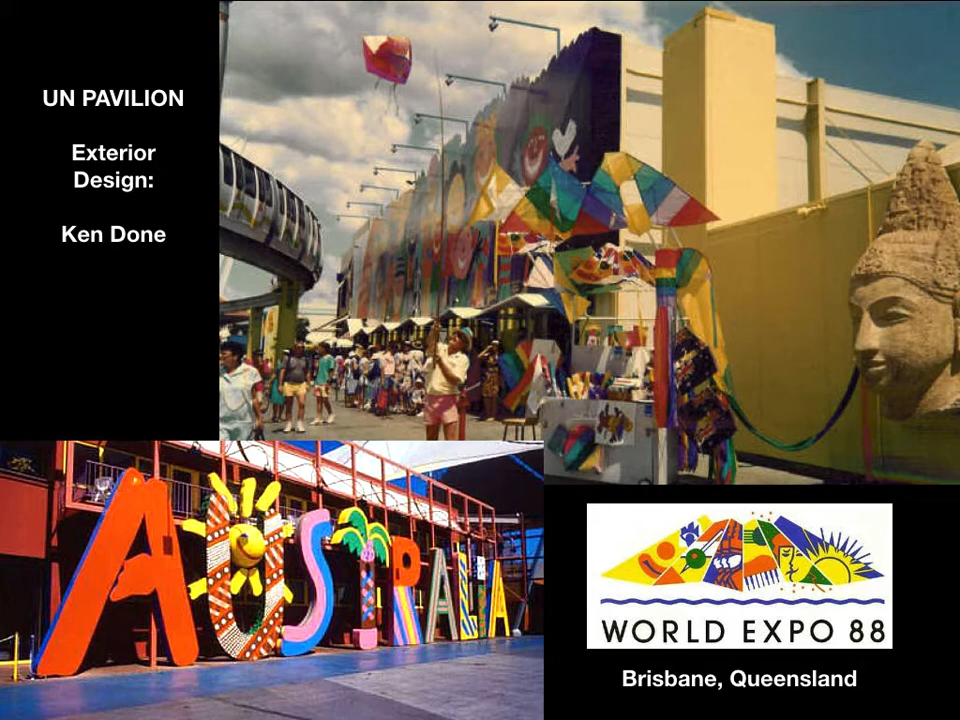 UN PAVILION
Exterior
Design:
Ken Done
AUSTRALIA
WORLD EXPO 88
Brisbane, Queensland